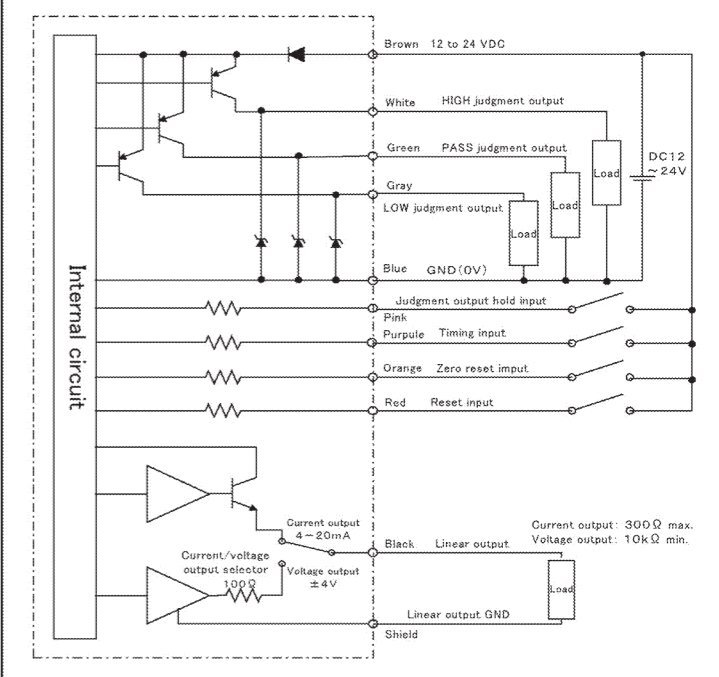 Brown 12 to 24 VDC
White HIGH judgment output
Green PASS judgment output
DC12
~24V
Load
Load
Gray
LOW judgment output
Load
Blue GND(0V)
Internal circuit
Judgment output hold input
Pink
Purpule Timing input
Orange Zero reset imput
Red Reset input
Current output
4-20mA
Current output: 300Ω max.
Voltage output: 10kΩ min.
Black Linear output
Current/voltage
output selector
100Ω
Voltage output
±4V
Load
Linear output GND
Shield